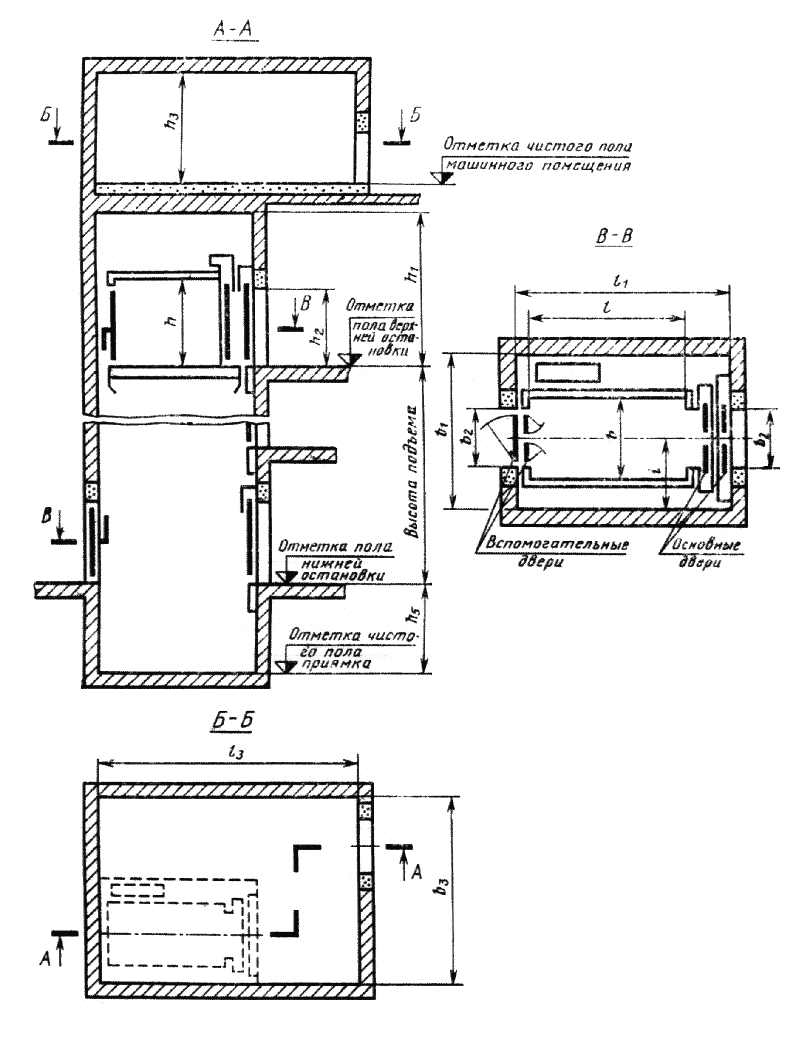 А-А
Б
Б
h3
Отметка чистого пола
машинного помещения
h1
h
h2
В
Отметка
пола верх-
ней оста-
новки
Высота подъема
В
Отметка пола
нижней
остановки
h5
Отметка чисто-
го пола
приямка
В-В
l1
l
b1
b2
b
b2
Вспомогательные
двери
Основные
двери
Б-Б
l3
b3
А
А